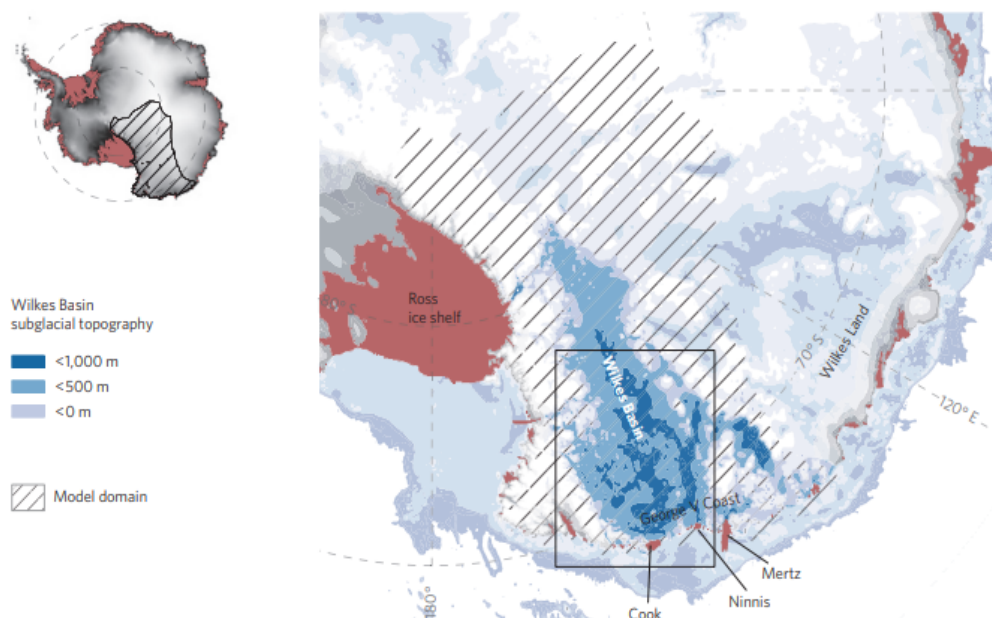 Wilkes Basin
subglacial topography
<1,000 m
<500 m
<0 m
Model domain
Ross
ice shelf
Wilkes Basin
70° S
Wilkes Land
–120° E
George V Coast
Mertz
Ninnis
Cook
180°